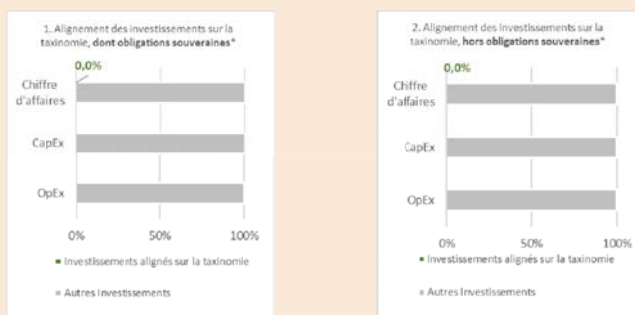 1. Alignement des investissements sur la
taxinomie, dont obligations souveraines*
0,0%
Chiffre
d'affaires
CapEx
OpEx
0% 50% 100%
Investissements alignés sur la taxinomie
Autres Investissements
2. Alignement des investissements sur la
taxinomie, hors obligations souveraines*
0,0%
Chiffre
d'affaires
CapEx
OpEx
0% 50% 100%
Investissements alignés sur la taxinomie
Autres Investissements